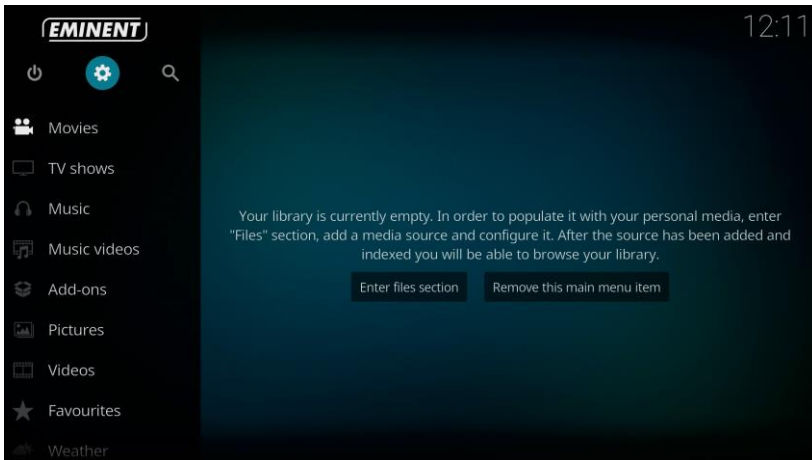 EMINENT
12:11
Movies
TV shows
Music
Music videos
Add-ons
Pictures
Videos
Favourites
Weather
Your library is currently empty. In order to populate it with your personal media, enter
"Files" section, add a media source and configure it. After the source has been added and
indexed you will be able to browse your library.
Enter files section
Remove this main menu item